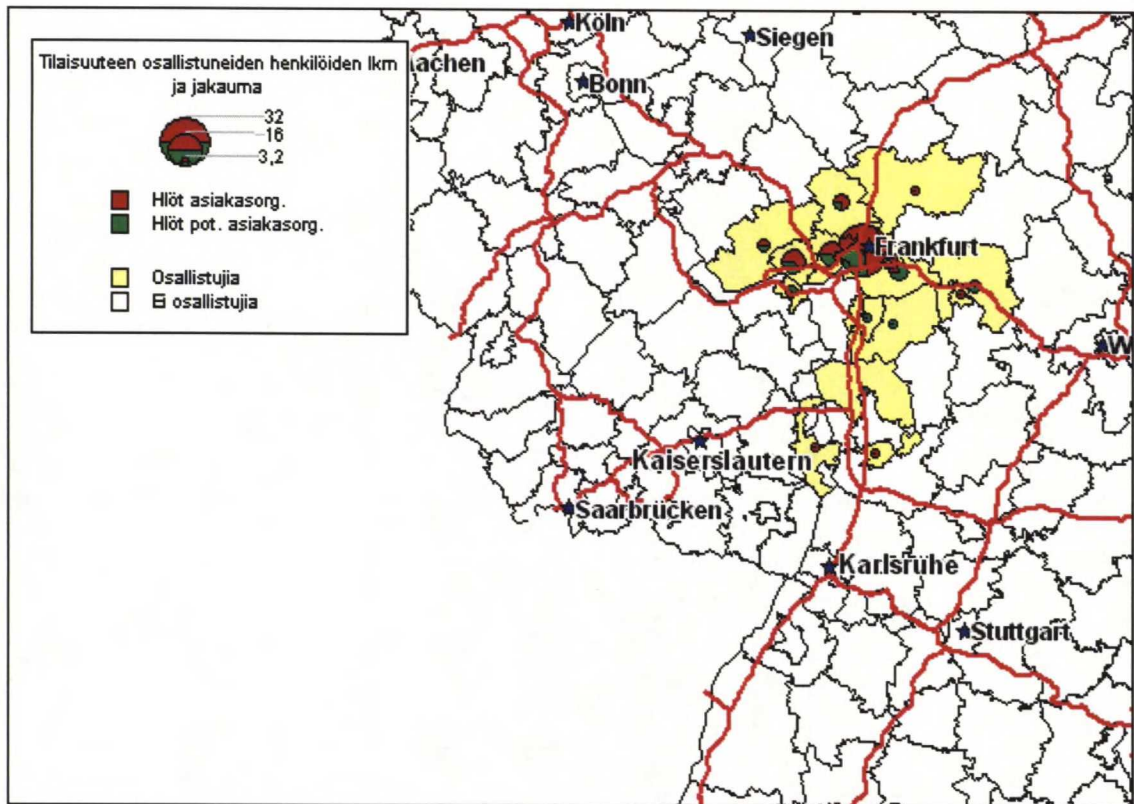 Tilaisuuteen osallistuneiden henkilöiden lkm
ja jakauma
32
16
3,2
Hlöt asiakasorg.
Hlöt pot. asiakasorg.
Osallistujia
Ei osallistujia
Köln
Siegen
achen
Bonn
Frankfurt
W
Kaiserslautern
Saarbrücken
Karlsruhe
Stuttgart